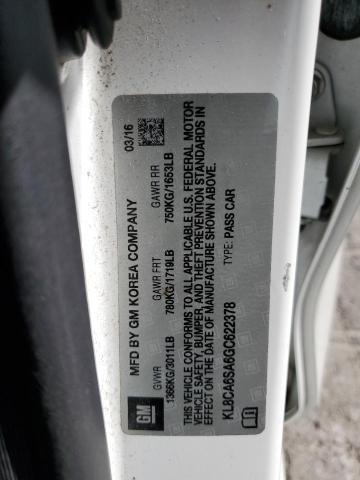 MFD BY GM KOREA COMPANY
03/16
GVWR
GAWR FRT
GAWR RR
1366KG/3011LB
780KG/1719LB
750KG/1653LB
THIS VEHICLE CONFORMS TO ALL APPLICABLE U.S. FEDERAL MOTOR
VEHICLE SAFETY, BUMPER, AND THEFT PREVENTION STANDARDS IN
EFFECT ON THE DATE OF MANUFACTURE SHOWN ABOVE.
TYPE: PASS CAR
KL8CA6SA6GC622378
GM